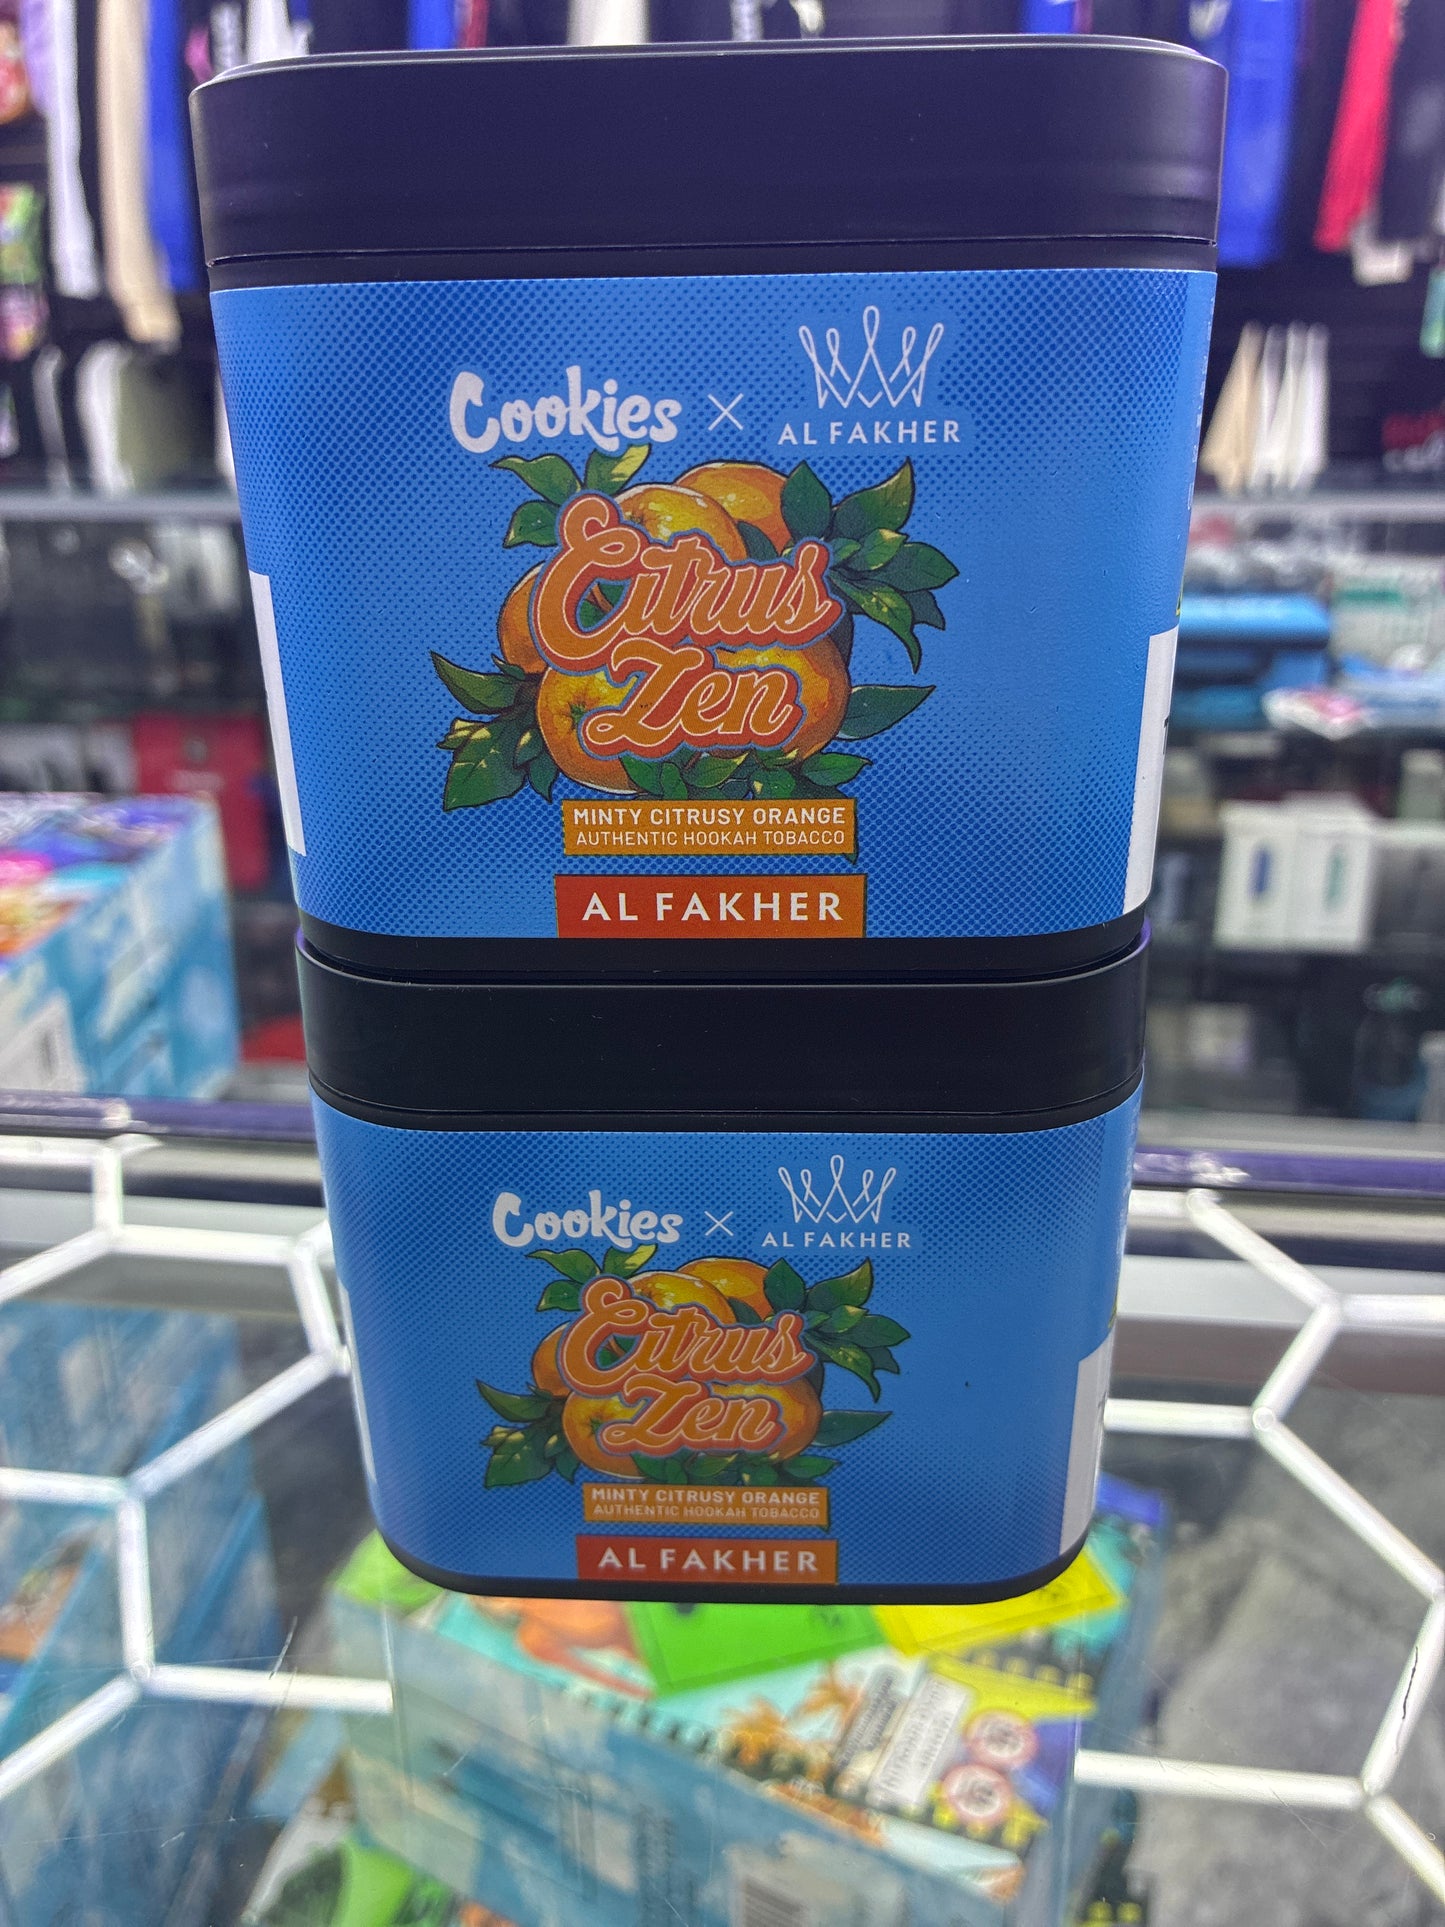 Cookies × AL FAKHER
Citrus
Zen
MINTY CITRUSY ORANGE
AUTHENTIC HOOKAH TOBACCO
AL FAKHER
Cookies × AL FAKHER
Citrus
Zen
MINTY CITRUSY ORANGE
AUTHENTIC HOOKAH TOBACCO
AL FAKHER